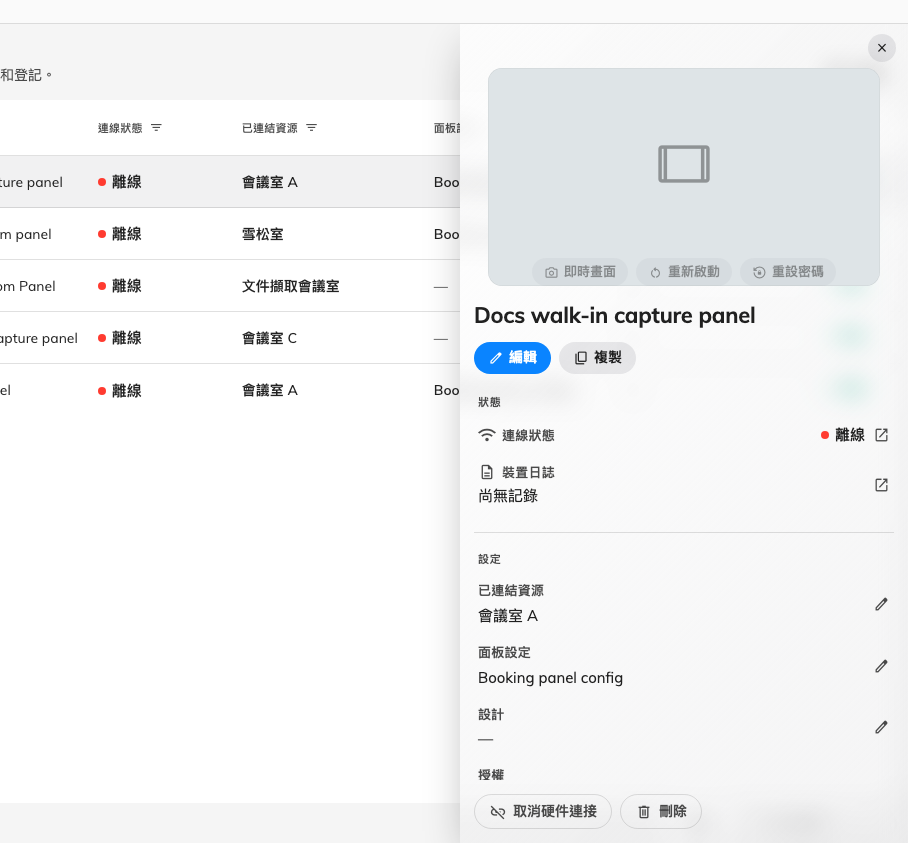 和登記。
連線狀態 已連結資源 面板
ture panel 離線 會議室 A Boo
m panel 離線 雪松室 Boo
om Panel 離線 文件擷取會議室 —
apture panel 離線 會議室 C —
el 離線 會議室 A Boo
即時畫面 重新啟動 重設密碼
Docs walk-in capture panel
編輯 複製
狀態
連線狀態 離線
裝置日誌
尚無記錄
設定
已連結資源
會議室 A
面板設定
Booking panel config
設計
—
授權
取消硬件連接 刪除